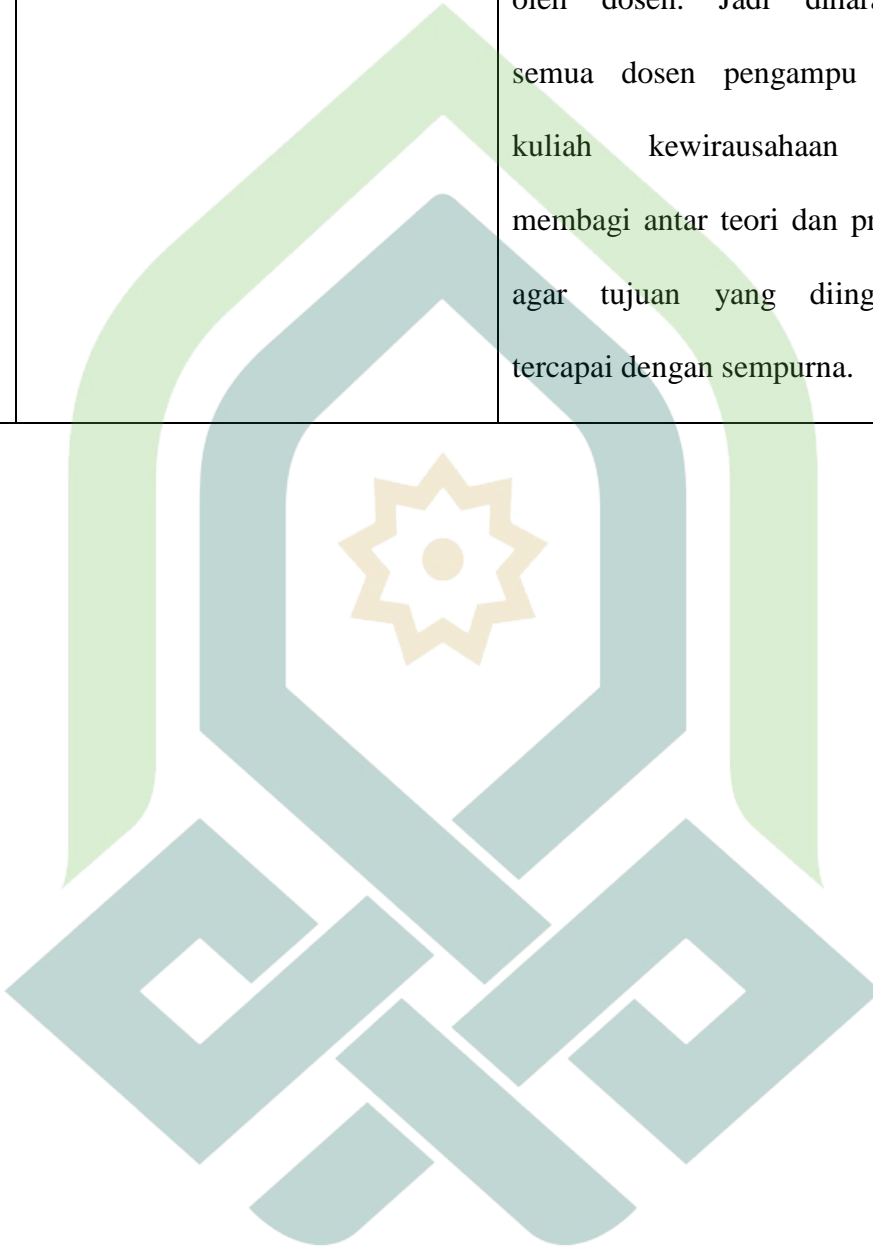 oleh dosen. Jadi
semua dosen pengampu
kuliah kewirausahaan
membagi antar teori dan
agar tujuan yang
tercapai dengan sempurna.